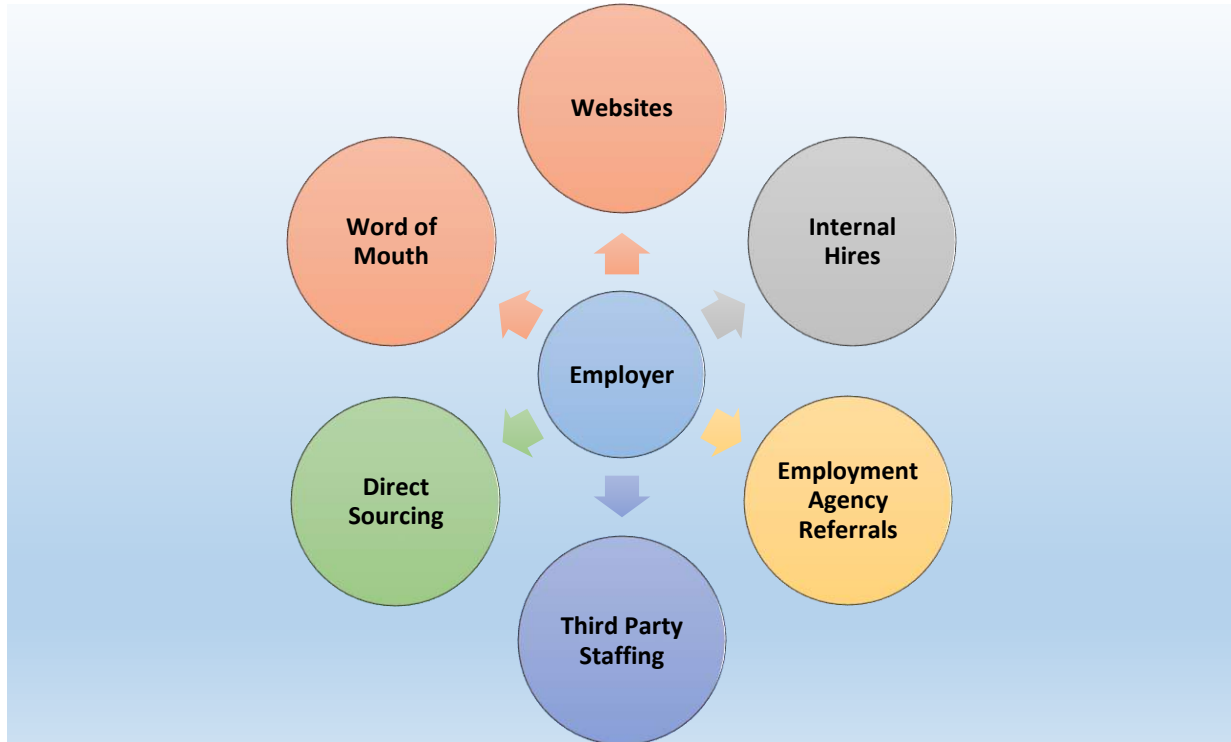 Websites
Word of
Mouth
Internal
Hires
Employer
Direct
Sourcing
Employment
Agency
Referrals
Third Party
Staffing